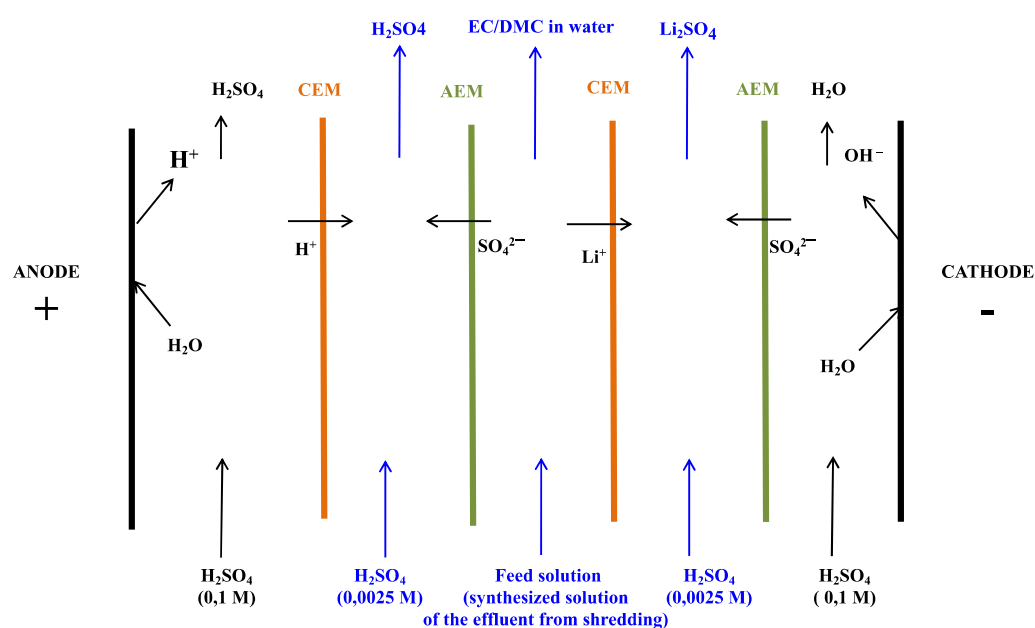 H₂SO4
EC/DMC in water
Li₂SO₄
H₂SO₄
CEM
AEM
CEM
AEM
H₂O
H⁺
OH⁻
H⁺
SO₄²⁻
Li⁺
SO₄²⁻
ANODE
+
CATHODE
-
H₂O
H₂O
H₂SO₄
(0,1 M)
H₂SO₄
(0,0025 M)
Feed solution
(synthesized solution
of the effluent from shredding)
H₂SO₄
(0,0025 M)
H₂SO₄
( 0,1 M)